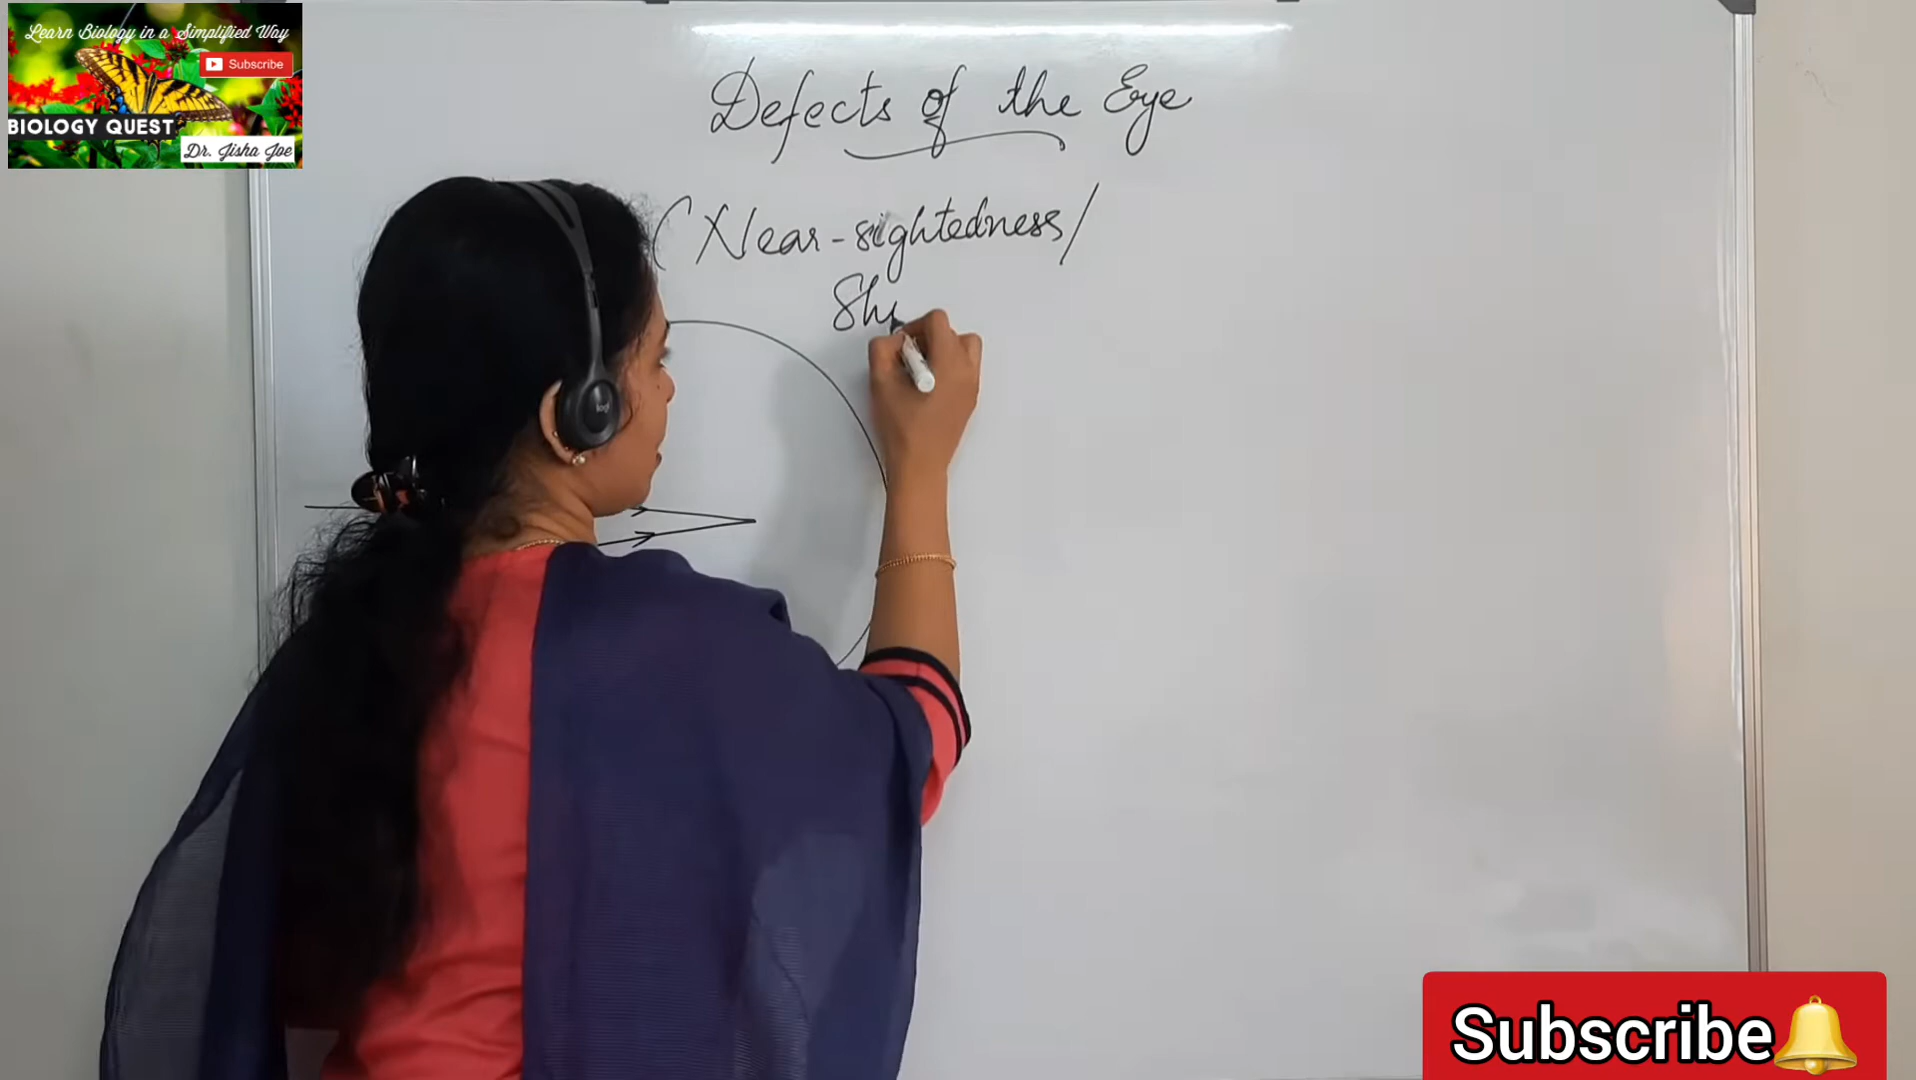 Learn Biology in a Simplified Way
Subscribe
BIOLOGY QUEST
Dr. Jisha Joe
Defects of the Eye
(Near-sightedness/
Sh
logi
Subscribe